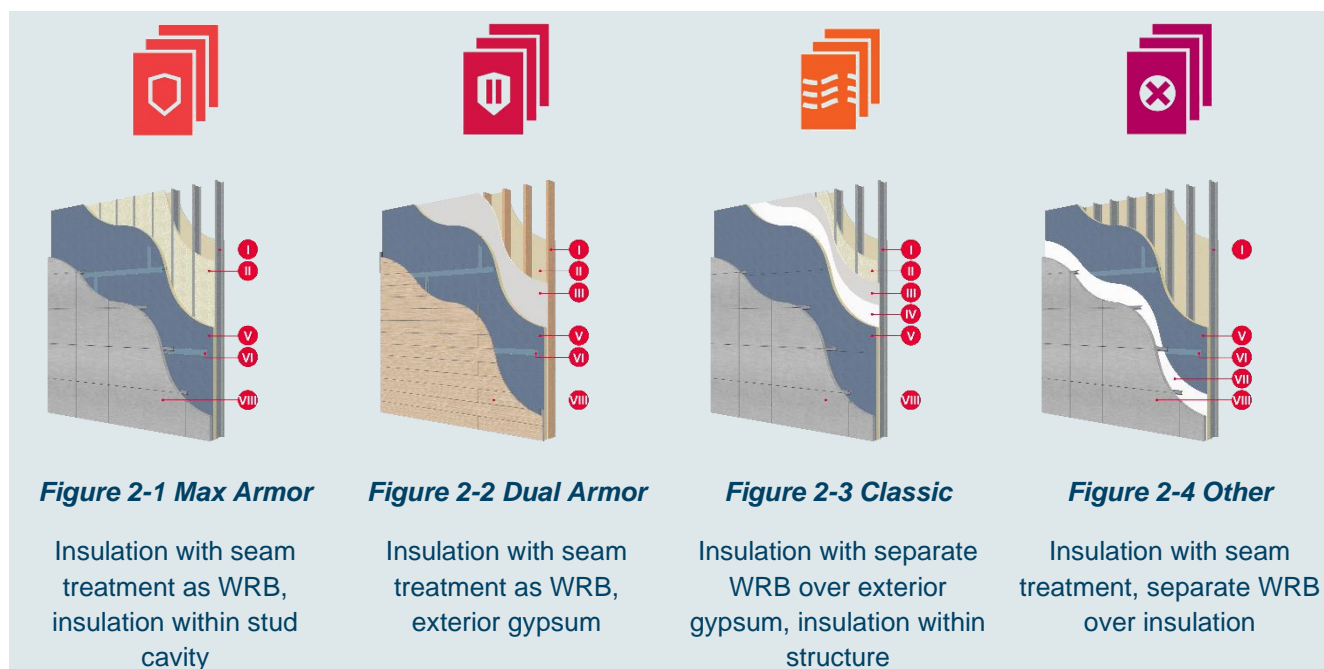 I
II
V
VI
VIII
I
II
III
V
VI
VIII
I
II
III
IV
V
VIII
I
V
VI
VII
VIII
Figure 2-1 Max Armor
Insulation with seam
treatment as WRB,
insulation within stud
cavity
Figure 2-2 Dual Armor
Insulation with seam
treatment as WRB,
exterior gypsum
Figure 2-3 Classic
Insulation with separate
WRB over exterior
gypsum, insulation within
structure
Figure 2-4 Other
Insulation with seam
treatment, separate WRB
over insulation